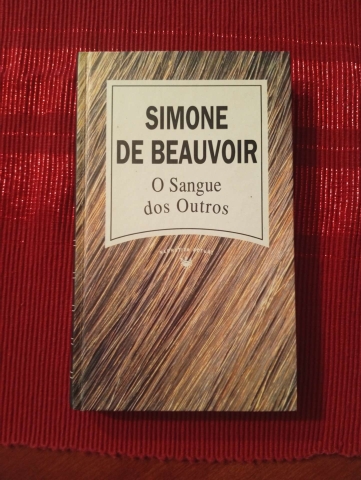 SIMONE
DE BEAUVOIR
O Sangue
dos Outros